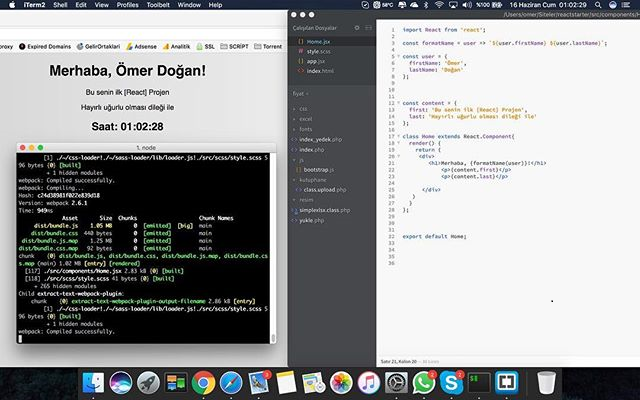 iTerm2 Shell Edit View Profiles Toolbelt Window Help
58°C
%100
16 Haziran Cum 01:02:29
Expired Domains
GelirOrtaklari
Bitcoin
Adsense
SSL
SCRİPT
Torrent
Merhaba, Ömer Doğan!
Bu senin ilk [React] Projen
Hayırlı uğurlu olması dileği ile
Saat: 01:02:28
1. node
[1] ./~/css-loader!./~/sass-loader/lib/loader.js!./src/scss/style.scss 5
96 bytes {0} [built]
+ 1 hidden modules
webpack: Compiled successfully.
webpack: Compiling...
Hash: c24d38981f022e839d18
Version: webpack 2.6.1
Time: 949ms
Asset Size Chunks Chunk Names
dist/bundle.js 1.05 MB 0 [emitted] [big] main
dist/bundle.css 440 bytes 0 [emitted] main
dist/bundle.js.map 1.25 MB 0 [emitted] main
dist/bundle.css.map 92 bytes 0 [emitted] main
chunk {0} dist/bundle.js, dist/bundle.css, dist/bundle.js.map, dist/bundle.cs
s.map (main) 1.02 MB [entry] [rendered]
[117] ./src/components/Home.jsx 2.83 kB {0} [built]
[118] ./src/scss/style.scss 41 bytes {0} [built]
+ 265 hidden modules
Child extract-text-webpack-plugin:
chunk {0} extract-text-webpack-plugin-output-filename 2.86 kB [entry]
[1] ./~/css-loader!./~/sass-loader/lib/loader.js!./src/scss/style.scss 5
96 bytes {0} [built]
+ 1 hidden modules
webpack: Compiled successfully.
Çalışılan Dosyalar
Home.jsx
style.scss
app.jsx
index.html
fiyat
css
excel
fonts
index_yedek.php
index.php
js
bootstrap.js
kutuphane
class.upload.php
resim
simplexlsx.class.php
yukle.php
/Users/omer/Siteler/reactstarter/src/components/H
import React from 'react';
const formatName = user => `${user.firstName} ${user.lastName}`;
const user = {
firstName: 'Ömer',
lastName: 'Doğan'
};
const content = {
first: 'Bu senin ilk [React] Projen',
last: 'Hayırlı uğurlu olması dileği ile'
};
class Home extends React.Component{
render() {
return (
<div>
<h1>Merhaba, {formatName(user)}!</h1>
<p>{content.first}</p>
<p>{content.last}</p>
</div>
)
}
};
export default Home;
Satır 21, Kolon 20